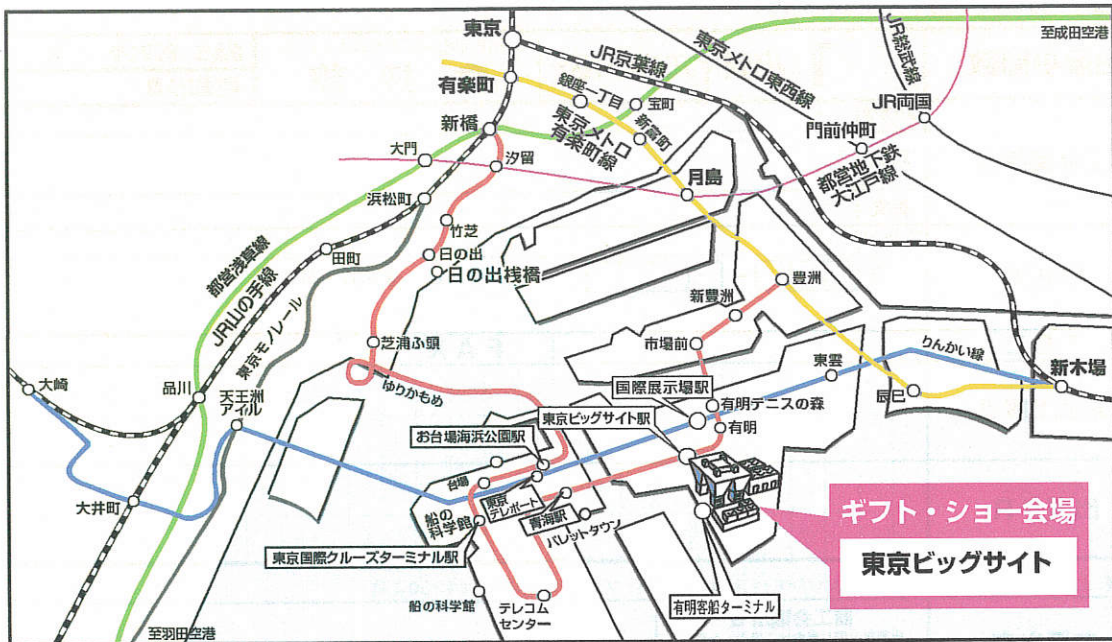 東京
至成田空港
JR総武線
JR京葉線
東京メトロ東西線
有楽町
銀座一丁目
宝町
JR両国
新橋
東京メトロ
有楽町線
新富町
門前仲町
大門
汐留
月島
都営地下鉄
大江戸線
浜松町
竹芝
田町
日の出
日の出桟橋
都営浅草線
JR山の手線
東京モノレール
豊洲
新豊洲
芝浦ふ頭
市場前
りんかい線
東雲
新木場
大崎
品川
ゆりかもめ
国際展示場駅
辰巳
天王洲
アイル
有明テニスの森
東京ビッグサイト駅
有明
お台場海浜公園駅
台場
大井町
船の
科学館
東京
テレポート
青海駅
パレットタウン
ギフト・ショー会場
東京ビッグサイト
東京国際クルーズターミナル駅
船の科学館
テレコム
センター
有明客船ターミナル
至羽田空港